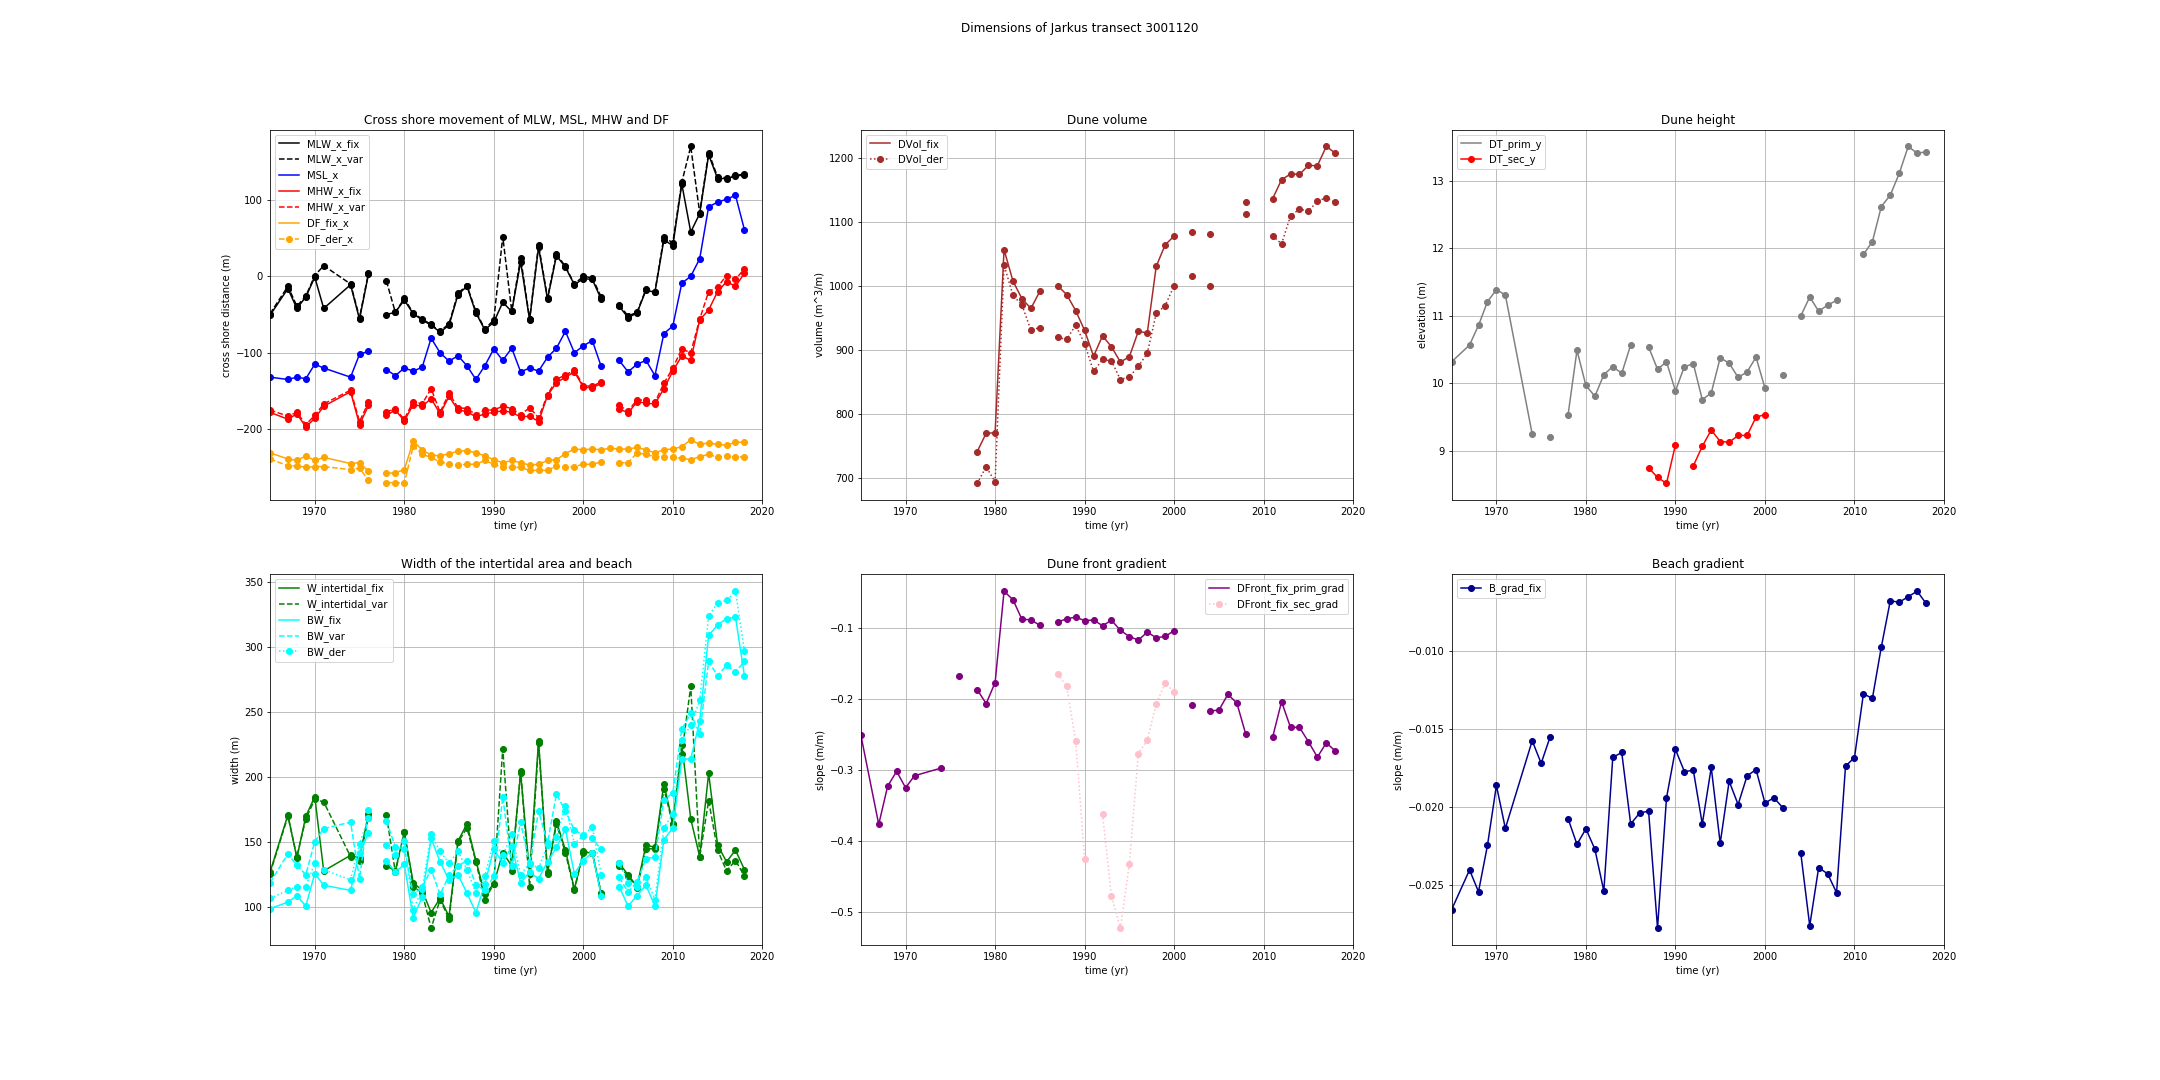 Dimensions of Jarkus transect 3001120
Cross shore movement of MLW, MSL, MHW and DF
MLW_x_fix
MLW_x_var
MSL_x
MHW_x_fix
MHW_x_var
DF_fix_x
DF_der_x
100
0
−100
−200
cross shore distance (m)
1970 1980 1990 2000 2010 2020
time (yr)
Dune volume
DVol_fix
DVol_der
1200
1100
1000
900
800
700
volume (m^3/m)
1970 1980 1990 2000 2010 2020
time (yr)
Dune height
DT_prim_y
DT_sec_y
13
12
11
10
9
elevation (m)
1970 1980 1990 2000 2010 2020
time (yr)
Width of the intertidal area and beach
W_intertidal_fix
W_intertidal_var
BW_fix
BW_var
BW_der
350
300
250
200
150
100
width (m)
1970 1980 1990 2000 2010 2020
time (yr)
Dune front gradient
DFront_fix_prim_grad
DFront_fix_sec_grad
−0.1
−0.2
−0.3
−0.4
−0.5
slope (m/m)
1970 1980 1990 2000 2010 2020
time (yr)
Beach gradient
B_grad_fix
−0.010
−0.015
−0.020
−0.025
slope (m/m)
1970 1980 1990 2000 2010 2020
time (yr)